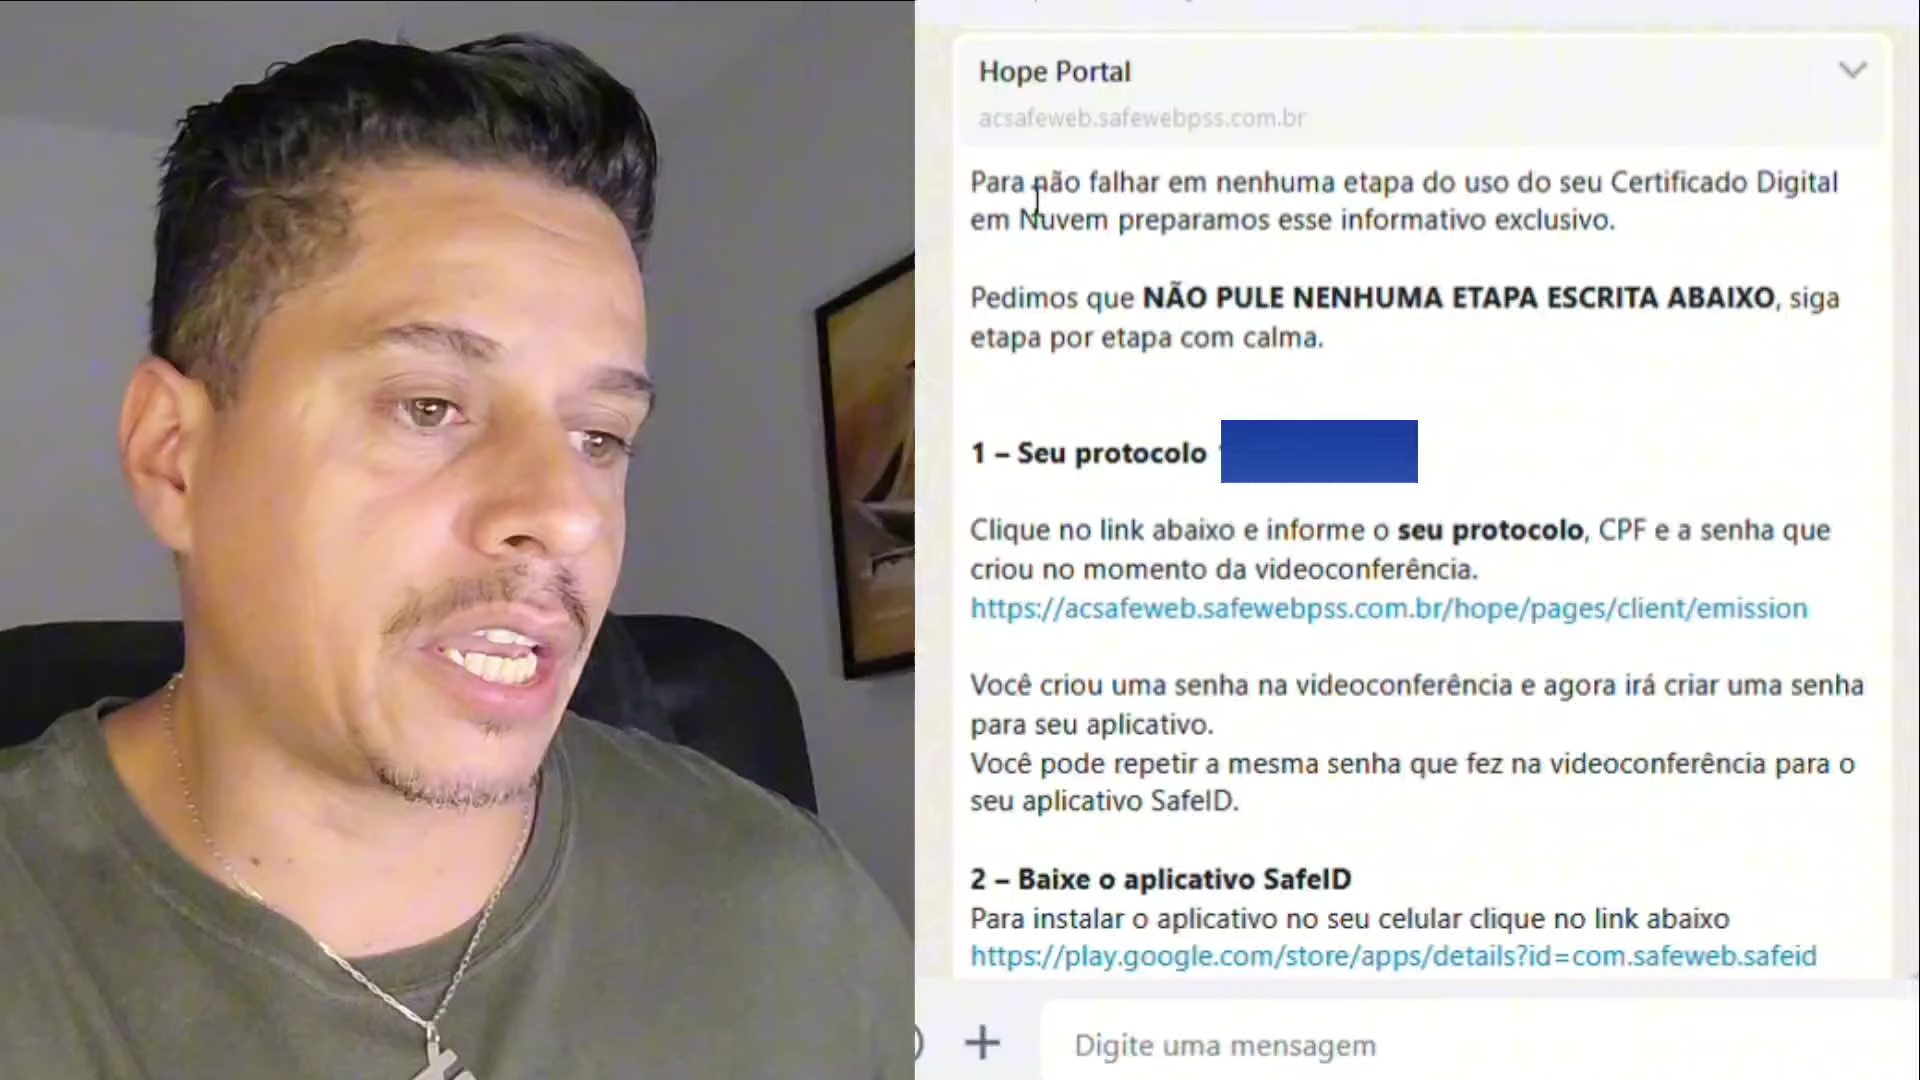 Hope Portal
acsafeweb.safewebpss.com.br
Para não falhar em nenhuma etapa do uso do seu Certificado Digital
em Nuvem preparamos esse informativo exclusivo.
Pedimos que NÃO PULE NENHUMA ETAPA ESCRITA ABAIXO, siga
etapa por etapa com calma.
1 – Seu protocolo
Clique no link abaixo e informe o seu protocolo, CPF e a senha que
criou no momento da videoconferência.
https://acsafeweb.safewebpss.com.br/hope/pages/client/emission
Você criou uma senha na videoconferência e agora irá criar uma senha
para seu aplicativo.
Você pode repetir a mesma senha que fez na videoconferência para o
seu aplicativo SafeID.
2 – Baixe o aplicativo SafeID
Para instalar o aplicativo no seu celular clique no link abaixo
https://play.google.com/store/apps/details?id=com.safeweb.safeid
Digite uma mensagem